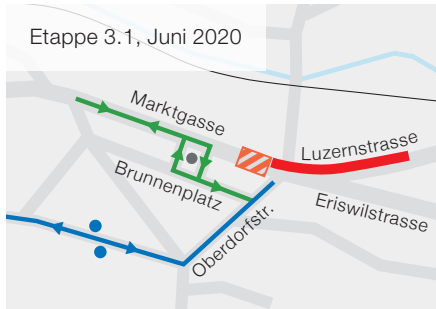 Etappe 3.1, Juni 2020
Marktgasse
Luzernstrasse
Brunnenplatz
Eriswilstrasse
Oberdorfstr.